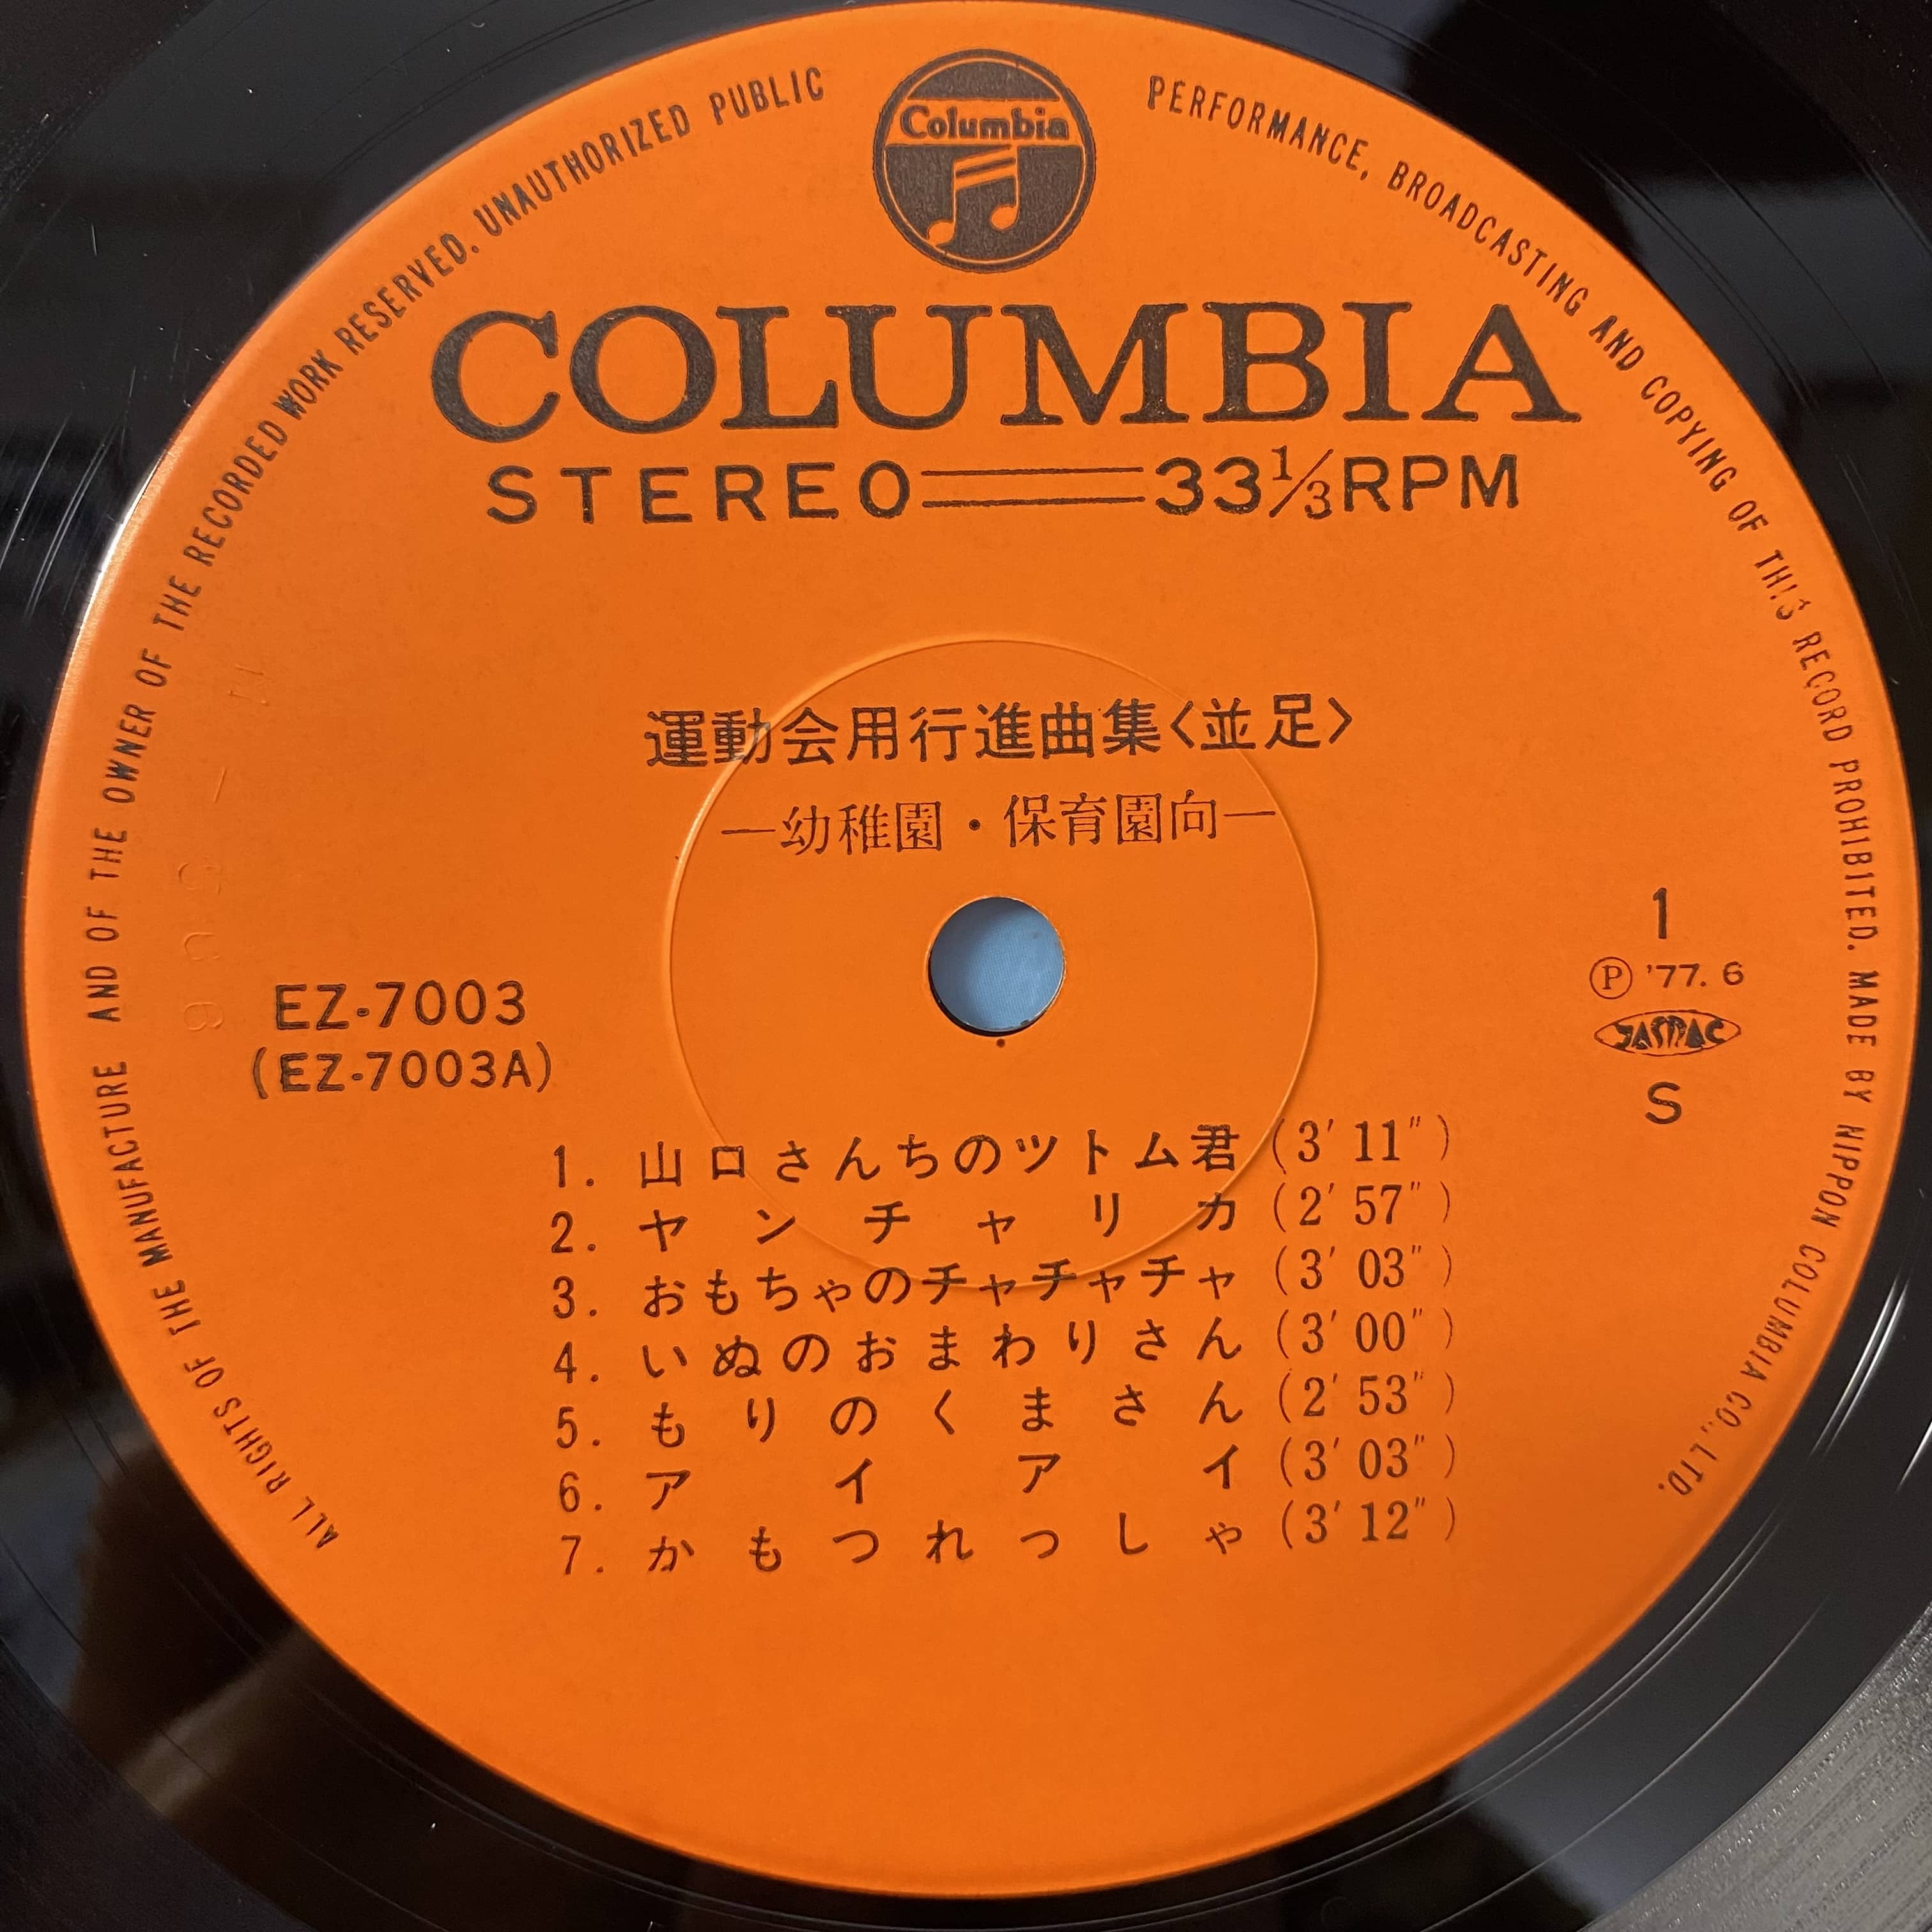 ALL RIGHTS OF THE MANUFACTURE AND OF THE OWNER OF THE RECORDED WORK RESERVED. UNAUTHORIZED PUBLIC PERFORMANCE, BROADCASTING AND COPYING OF THIS RECORD PROHIBITED. MADE BY NIPPON COLUMBIA CO., LTD.
Columbia
COLUMBIA
STEREO 33⅓RPM
運動会用行進曲集〈並足〉
―幼稚園・保育園向―
EZ-7003
(EZ-7003A)
1
Ⓟ '77. 6
JASRAC
S
1. 山口さんちのツトム君 (3′ 11″)
2. ヤンチャリカ (2′ 57″)
3. おもちゃのチャチャチャ (3′ 03″)
4. いぬのおまわりさん (3′ 00″)
5. もりのくまさん (2′ 53″)
6. アイアイ (3′ 03″)
7. かもつれっしゃ (3′ 12″)